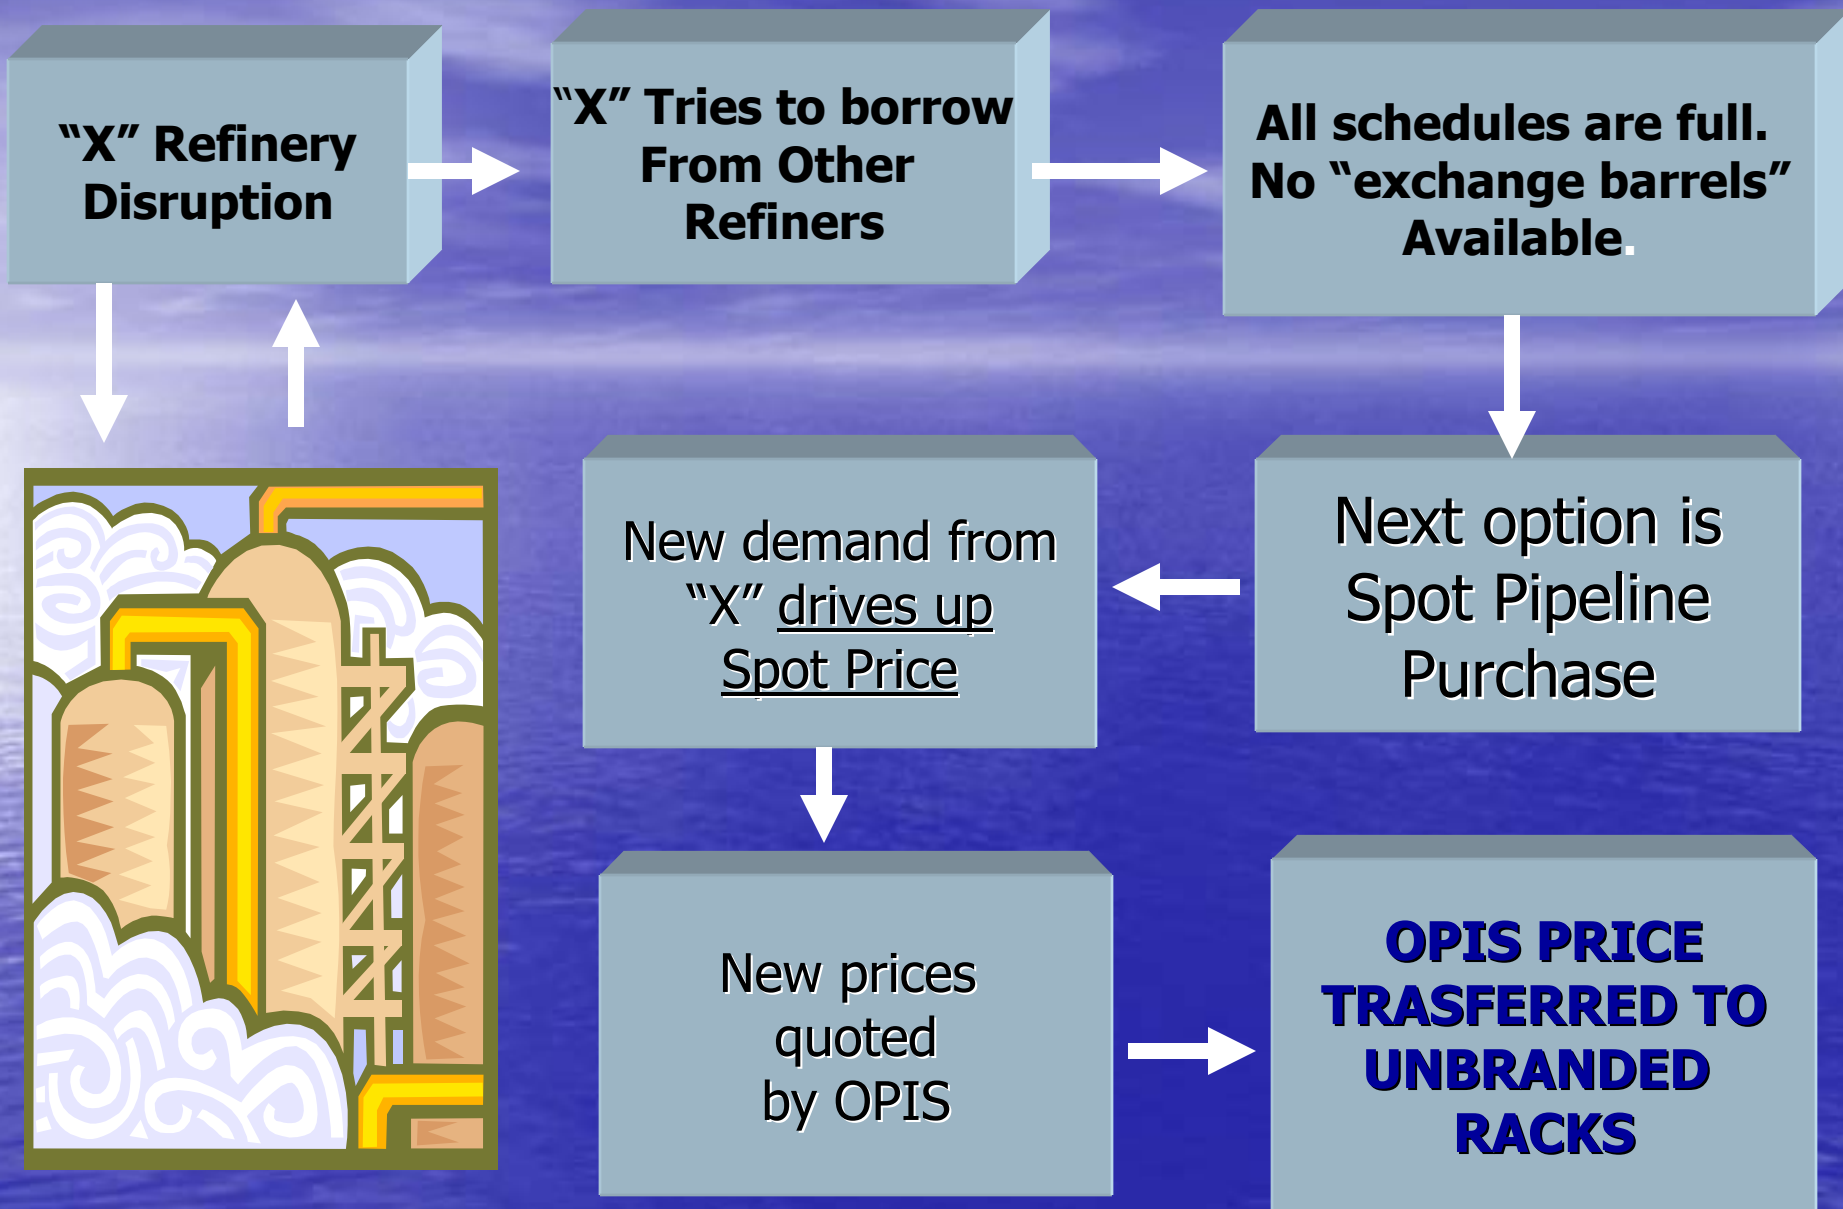 “X” Refinery
Disruption
“X” Tries to borrow
From Other
Refiners
All schedules are full.
No “exchange barrels”
Available.
Next option is
Spot Pipeline
Purchase
New demand from
“X” drives up
Spot Price
New prices
quoted
by OPIS
OPIS PRICE
TRASFERRED TO
UNBRANDED
RACKS